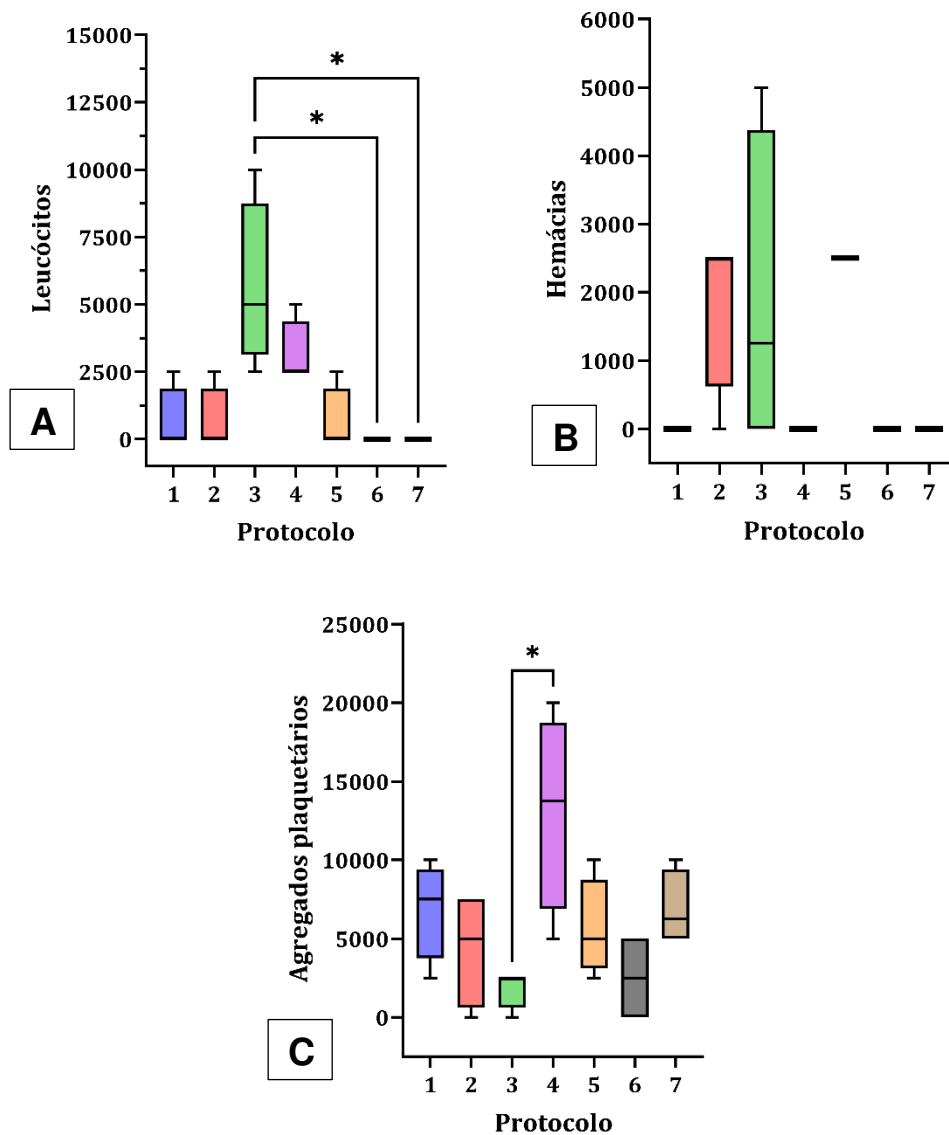 15000
12500
10000
7500
5000
2500
0
Leucócitos
*
*
A
1 2 3 4 5 6 7
Protocolo
6000
5000
4000
3000
2000
1000
0
Hemácias
B
1 2 3 4 5 6 7
Protocolo
25000
20000
15000
10000
5000
0
Agregados plaquetários
*
C
1 2 3 4 5 6 7
Protocolo